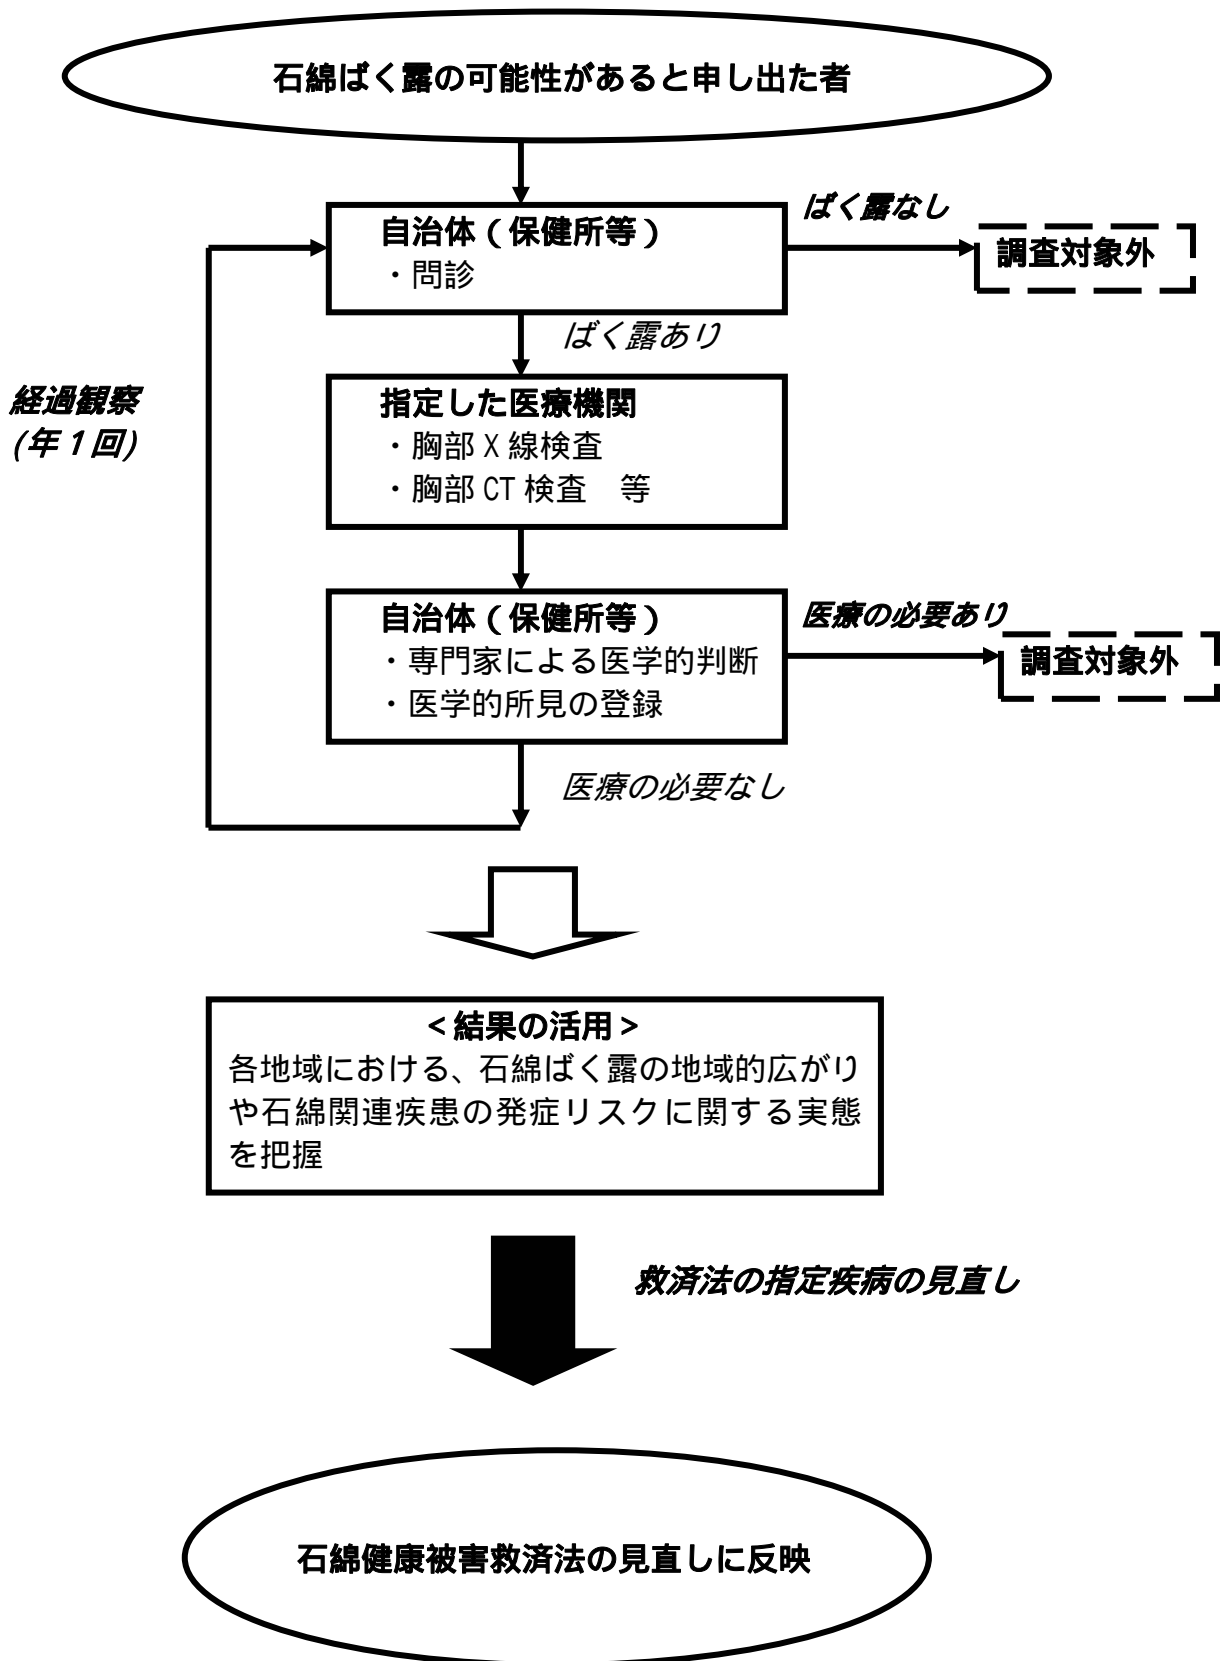 石綿ばく露の可能性があると申し出た者
自治体（保健所等）
・問診
ばく露なし
調査対象外
ばく露あり
経過観察
(年1回)
指定した医療機関
・胸部X線検査
・胸部CT検査　等
自治体（保健所等）
・専門家による医学的判断
・医学的所見の登録
医療の必要あり
調査対象外
医療の必要なし
＜結果の活用＞
各地域における、石綿ばく露の地域的広がり
や石綿関連疾患の発症リスクに関する実態
を把握
救済法の指定疾病の見直し
石綿健康被害救済法の見直しに反映